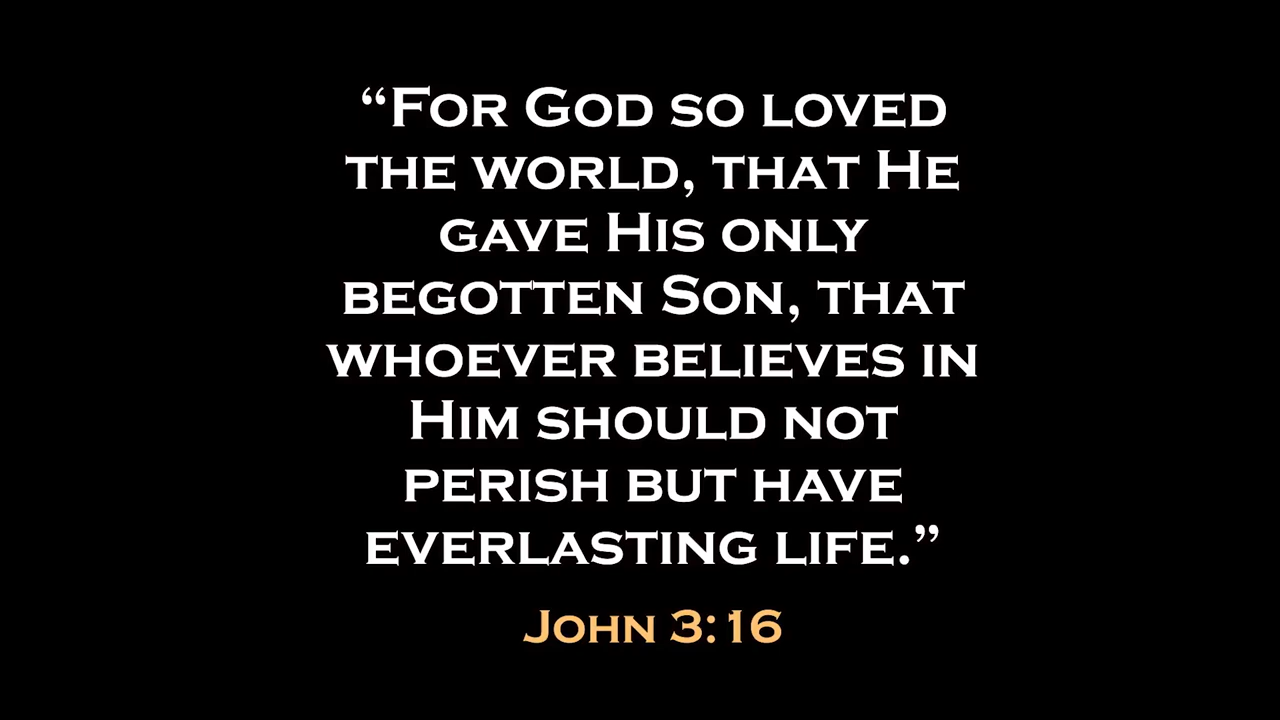 “For God so loved
the world, that He
gave His only
begotten Son, that
whoever believes in
Him should not
perish but have
everlasting life.”
John 3:16